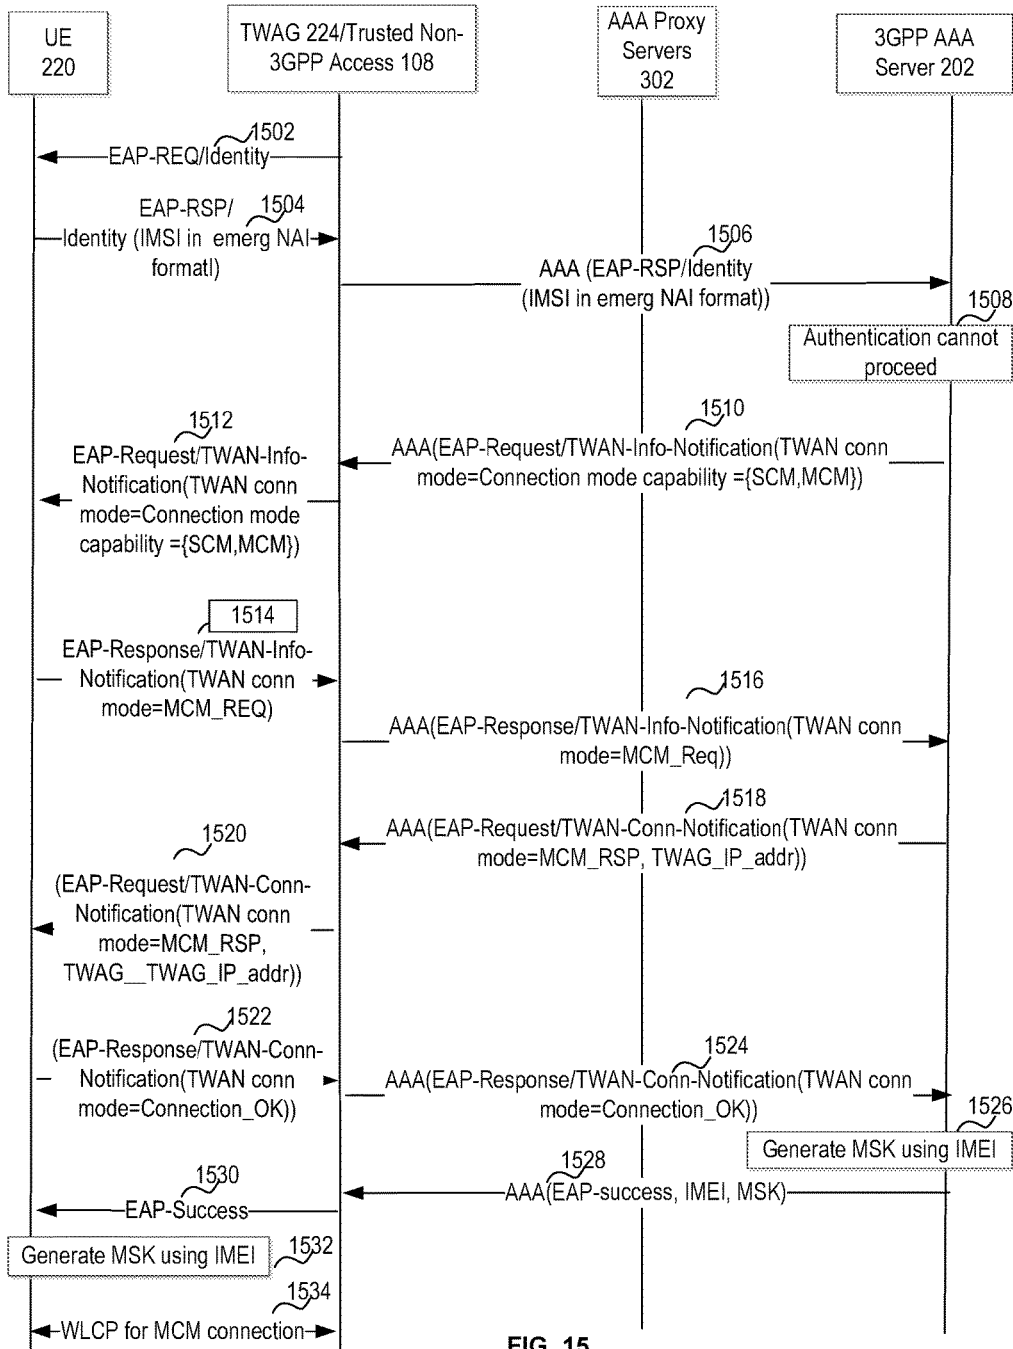 UE
220
TWAG 224/Trusted Non-
3GPP Access 108
AAA Proxy
Servers
302
3GPP AAA
Server 202
1502
EAP-REQ/Identity
EAP-RSP/
1504
Identity (IMSI in emerg NAI
formatl)
1506
AAA (EAP-RSP/Identity
(IMSI in emerg NAI format))
1508
Authentication cannot
proceed
1510
AAA(EAP-Request/TWAN-Info-Notification(TWAN conn
mode=Connection mode capability ={SCM,MCM})
1512
EAP-Request/TWAN-Info-
Notification(TWAN conn
mode=Connection mode
capability ={SCM,MCM})
1514
EAP-Response/TWAN-Info-
Notification(TWAN conn
mode=MCM_REQ)
1516
AAA(EAP-Response/TWAN-Info-Notification(TWAN conn
mode=MCM_Req))
1518
AAA(EAP-Request/TWAN-Conn-Notification(TWAN conn
mode=MCM_RSP, TWAG_IP_addr))
1520
(EAP-Request/TWAN-Conn-
Notification(TWAN conn
mode=MCM_RSP,
TWAG__TWAG_IP_addr))
1522
(EAP-Response/TWAN-Conn-
Notification(TWAN conn
mode=Connection_OK))
1524
AAA(EAP-Response/TWAN-Conn-Notification(TWAN conn
mode=Connection_OK))
1526
Generate MSK using IMEI
1528
AAA(EAP-success, IMEI, MSK)
1530
EAP-Success
Generate MSK using IMEI
1532
1534
WLCP for MCM connection
FIG. 15